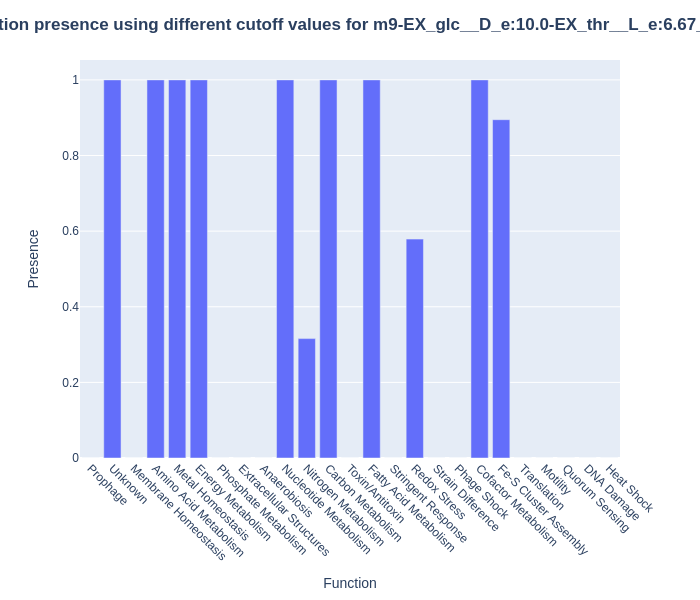 tion presence using different cutoff values for m9-EX_glc__D_e:10.0-EX_thr__L_e:6.67_
1
0.8
0.6
0.4
0.2
0
Presence
Prophage
Unknown
Membrane Homeostasis
Amino Acid Metabolism
Metal Homeostasis
Energy Metabolism
Phosphate Metabolism
Extracellular Structures
Anaerobiosis
Nucleotide Metabolism
Nitrogen Metabolism
Carbon Metabolism
Toxin/Antitoxin
Fatty Acid Metabolism
Stringent Response
Redox Stress
Strain Difference
Phage Shock
Cofactor Metabolism
Fe-S Cluster Assembly
Translation
Motility
Quorum Sensing
DNA Damage
Heat Shock
Function